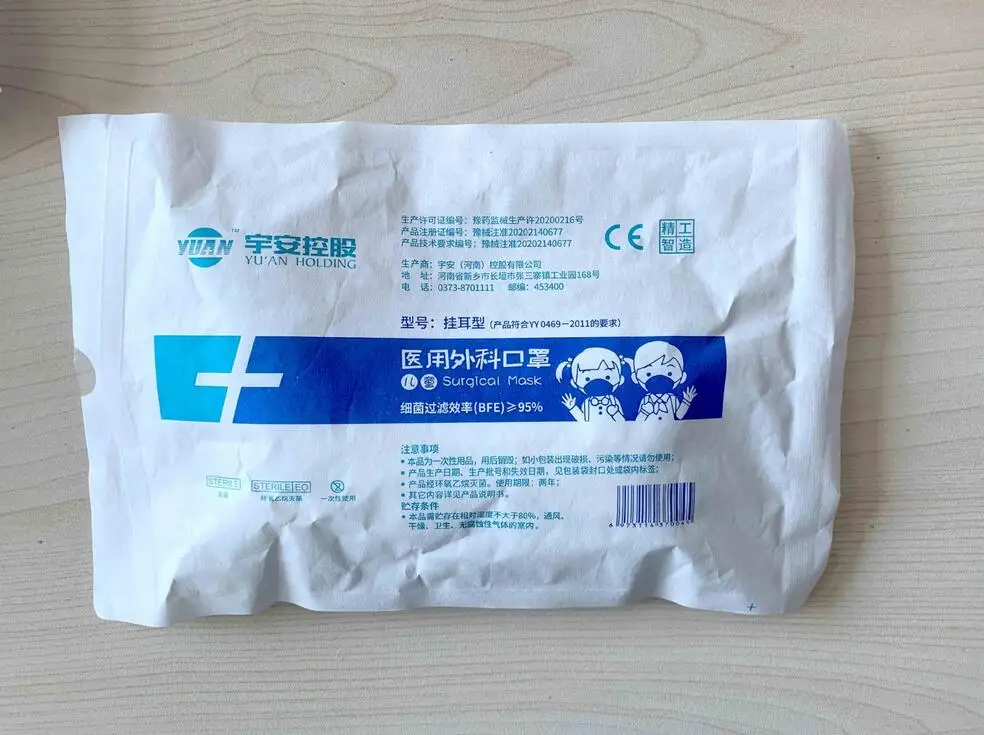 YUAN™
宇安控股
YU'AN HOLDING
生产许可证编号：豫药监械生产许20200216号
产品注册证编号：豫械注准20202140677
产品技术要求编号：豫械注准20202140677
CE
精工
智造
生产商：宇安（河南）控股有限公司
地 址：河南省新乡市长垣市张三寨镇工业园168号
电 话：0373-8701111 邮编：453400
型号：挂耳型（产品符合YY 0469－2011的要求）
医用外科口罩
儿童 Surgical Mask
细菌过滤效率(BFE)≥95%
注意事项
• 本品为一次性用品，用后销毁；如小包装出现破损、污染等情况请勿使用；
• 产品生产日期、生产批号和失效日期，见包装袋封口处或袋内标签；
• 产品经环氧乙烷灭菌。使用期限：两年；
• 其它内容详见产品说明书。
贮存条件
• 本品需贮存在相对湿度不大于80%，通风、
干燥、卫生、无腐蚀性气体的室内。
STERILE
STERILE EO
环氧乙烷灭菌
一次性使用